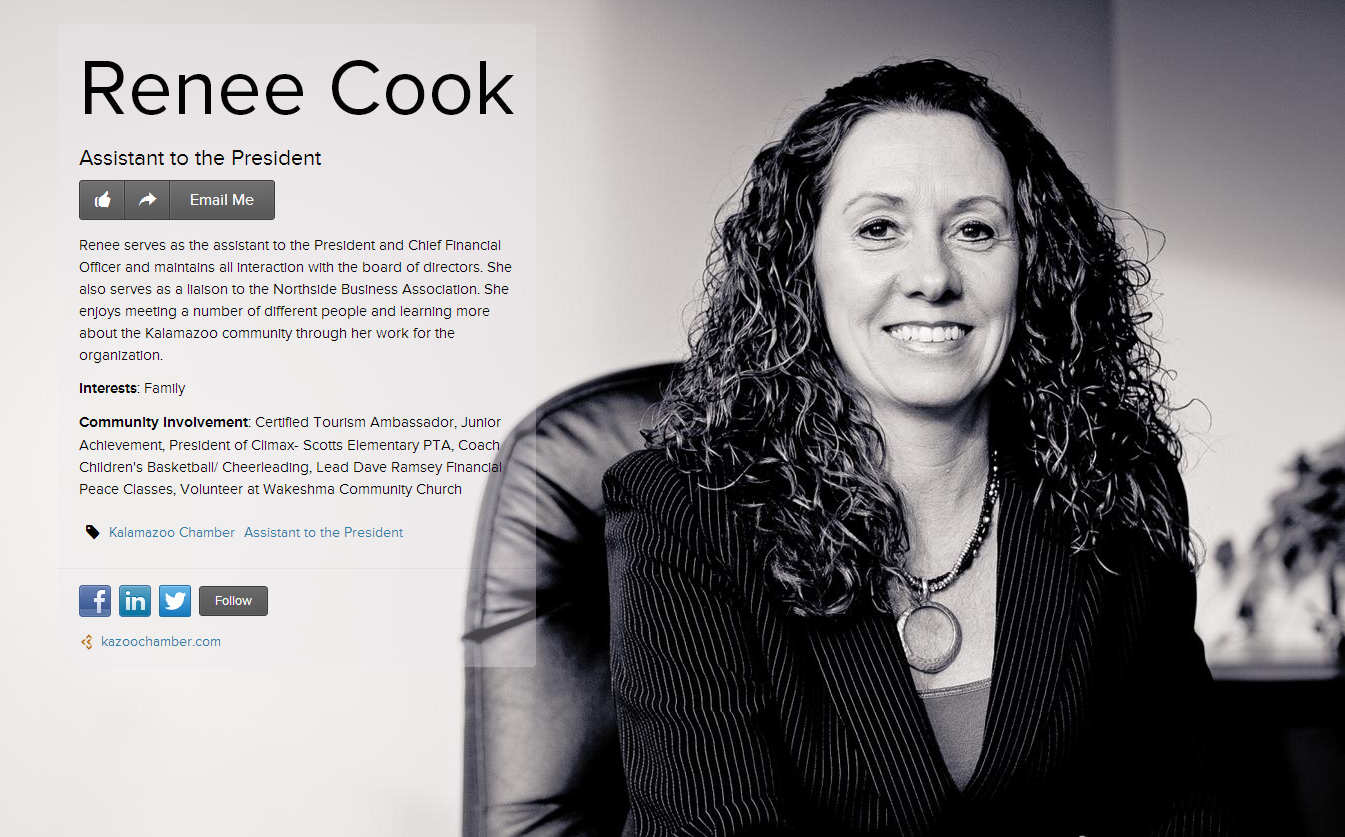 Renee Cook
Assistant to the President
Email Me
Renee serves as the assistant to the President and Chief Financial
Officer and maintains all interaction with the board of directors. She
also serves as a liaison to the Northside Business Association. She
enjoys meeting a number of different people and learning more
about the Kalamazoo community through her work for the
organization.
Interests: Family
Community Involvement: Certified Tourism Ambassador, Junior
Achievement, President of Climax- Scotts Elementary PTA, Coach
Children's Basketball/ Cheerleading, Lead Dave Ramsey Financial
Peace Classes, Volunteer at Wakeshma Community Church
Kalamazoo Chamber Assistant to the President
f in Follow
kazoochamber.com